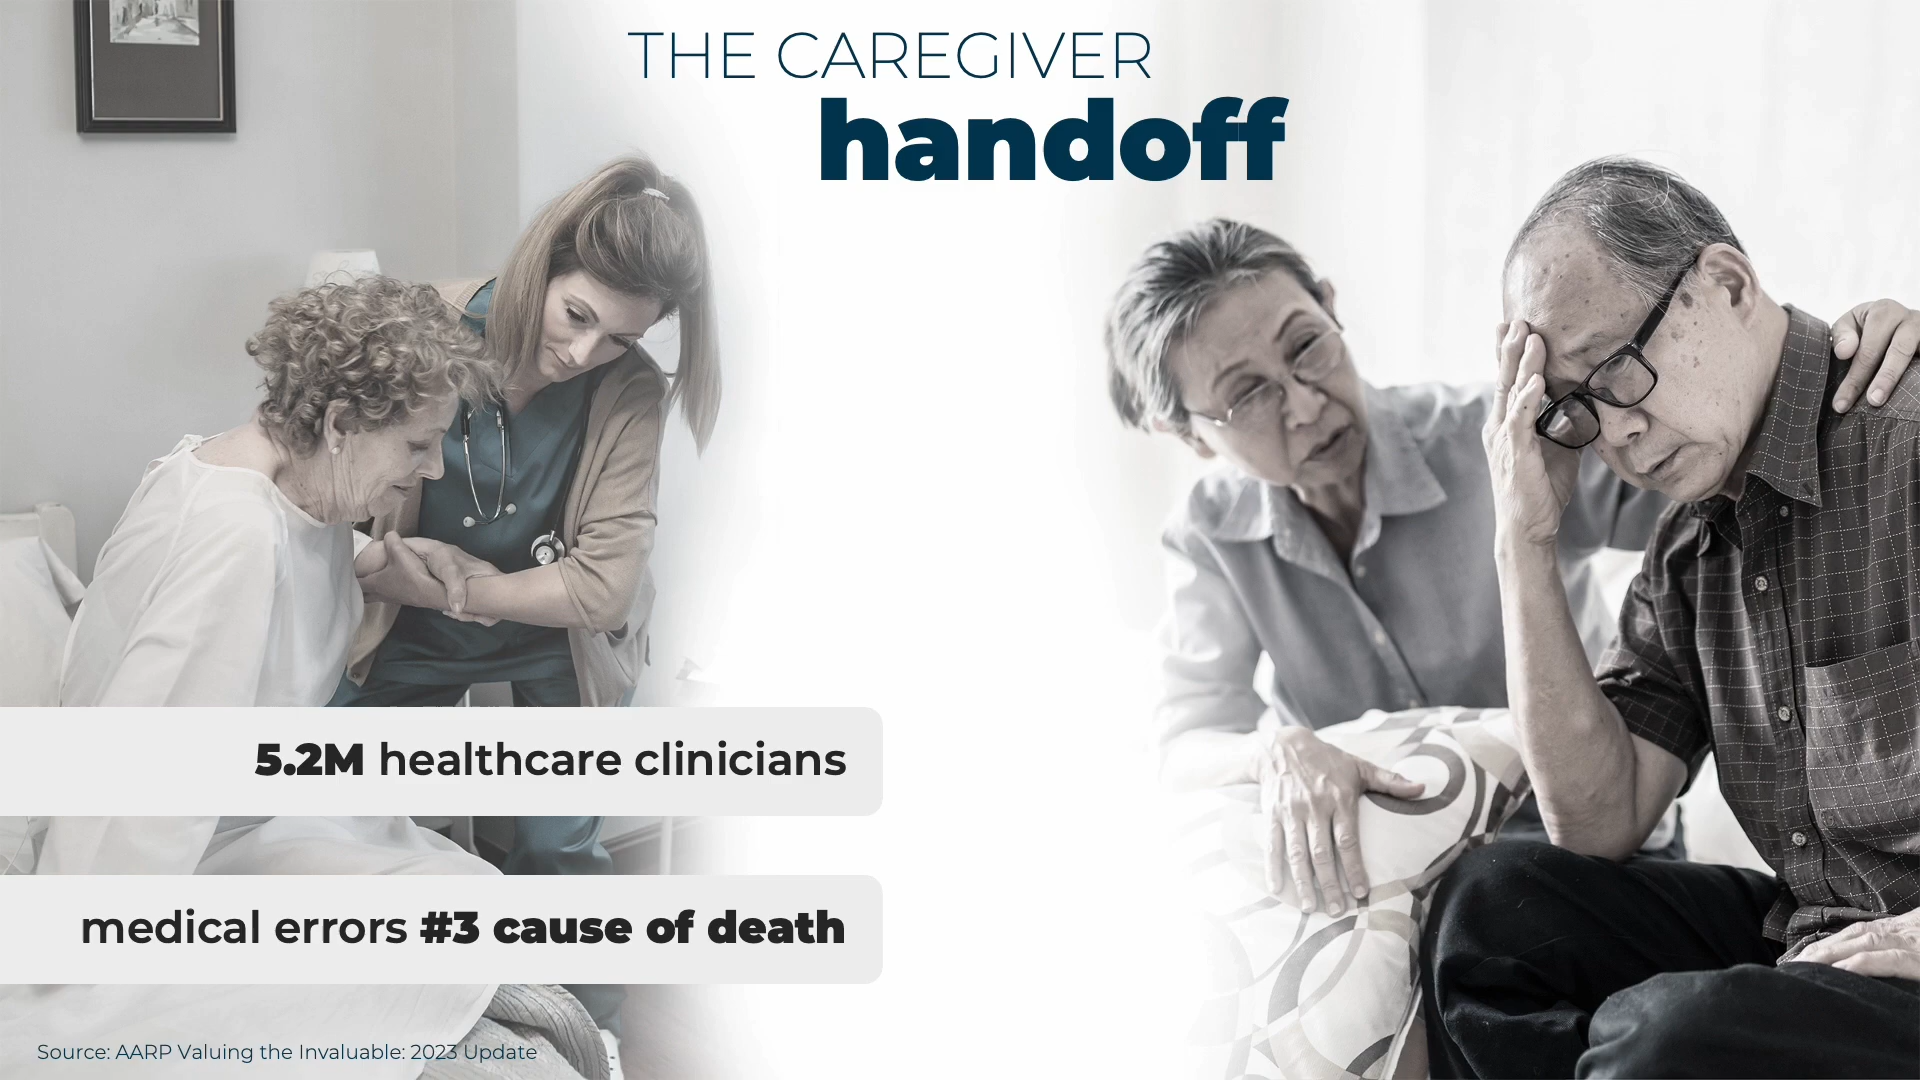 THE CAREGIVER
handoff
5.2M healthcare clinicians
medical errors #3 cause of death
Source: AARP Valuing the Invaluable: 2023 Update